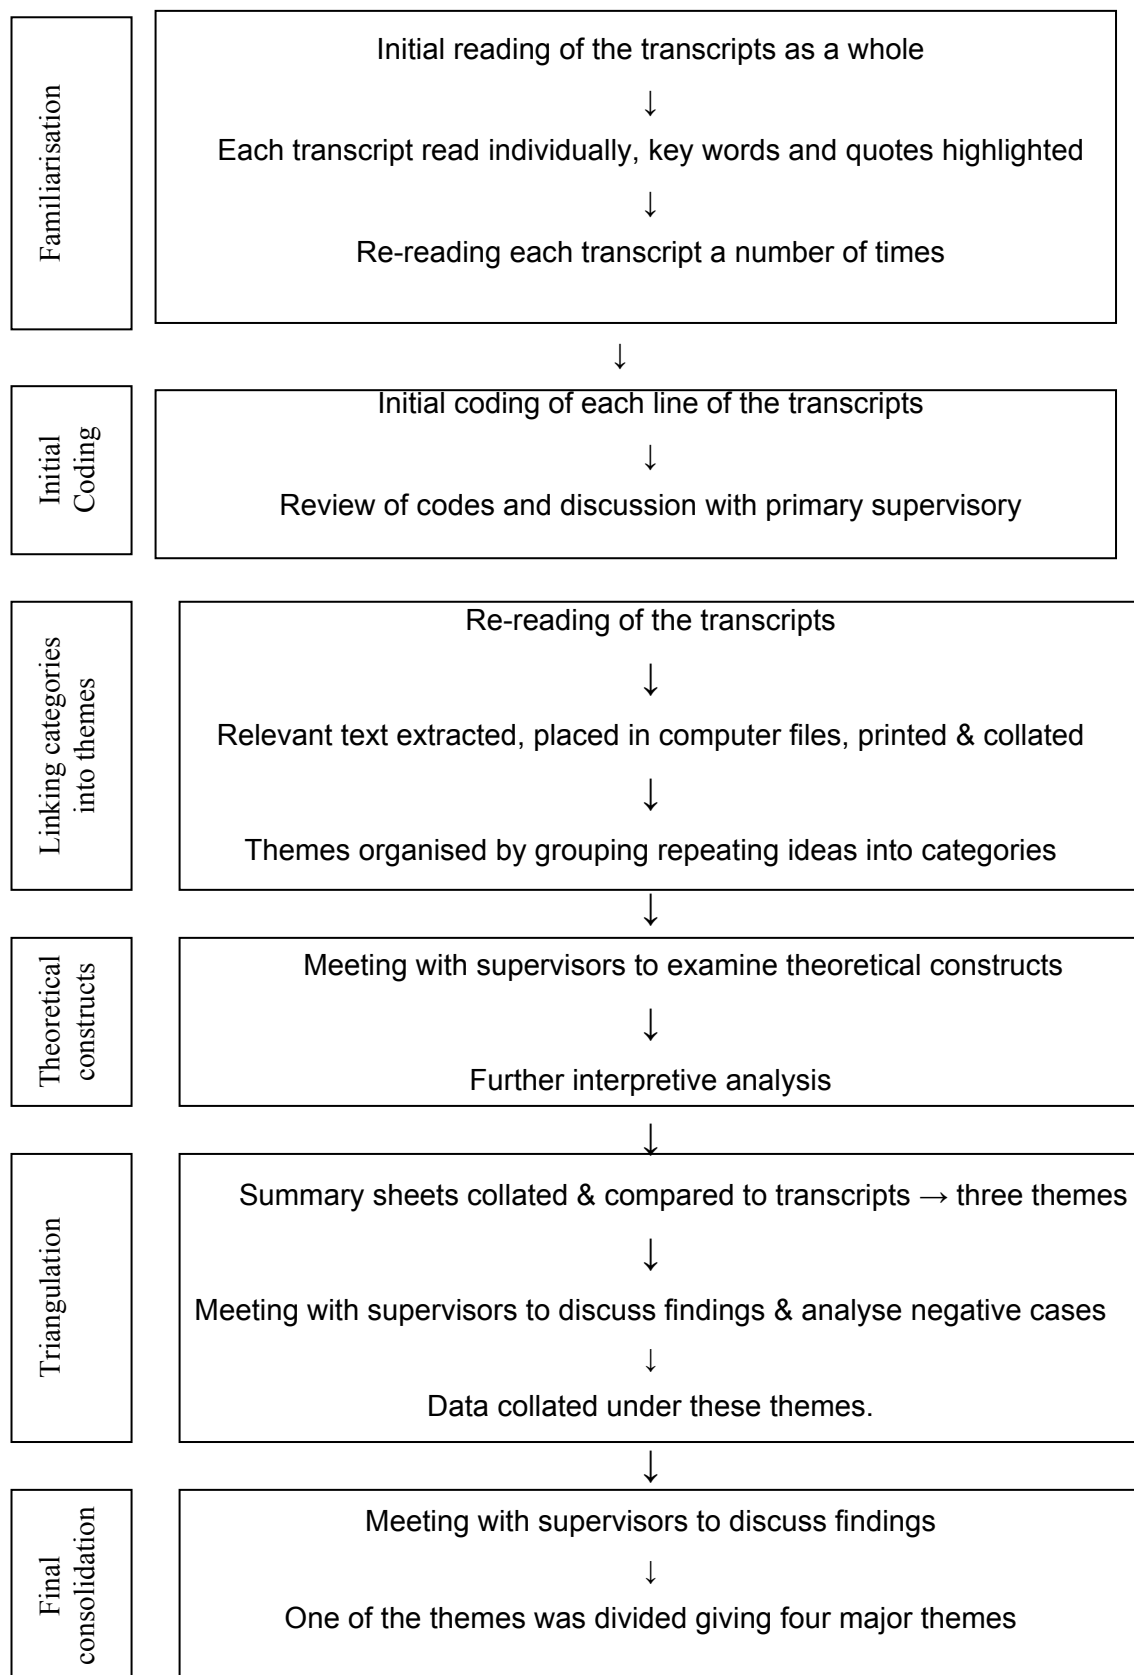 Familiarisation
Initial reading of the transcripts as a whole
↓
Each transcript read individually, key words and quotes highlighted
↓
Re-reading each transcript a number of times
↓
Initial
Coding
Initial coding of each line of the transcripts
↓
Review of codes and discussion with primary supervisory
Linking categories
into themes
Re-reading of the transcripts
↓
Relevant text extracted, placed in computer files, printed & collated
↓
Themes organised by grouping repeating ideas into categories
↓
Theoretical
constructs
Meeting with supervisors to examine theoretical constructs
↓
Further interpretive analysis
↓
Triangulation
Summary sheets collated & compared to transcripts → three themes
↓
Meeting with supervisors to discuss findings & analyse negative cases
↓
Data collated under these themes.
↓
Final
consolidation
Meeting with supervisors to discuss findings
↓
One of the themes was divided giving four major themes